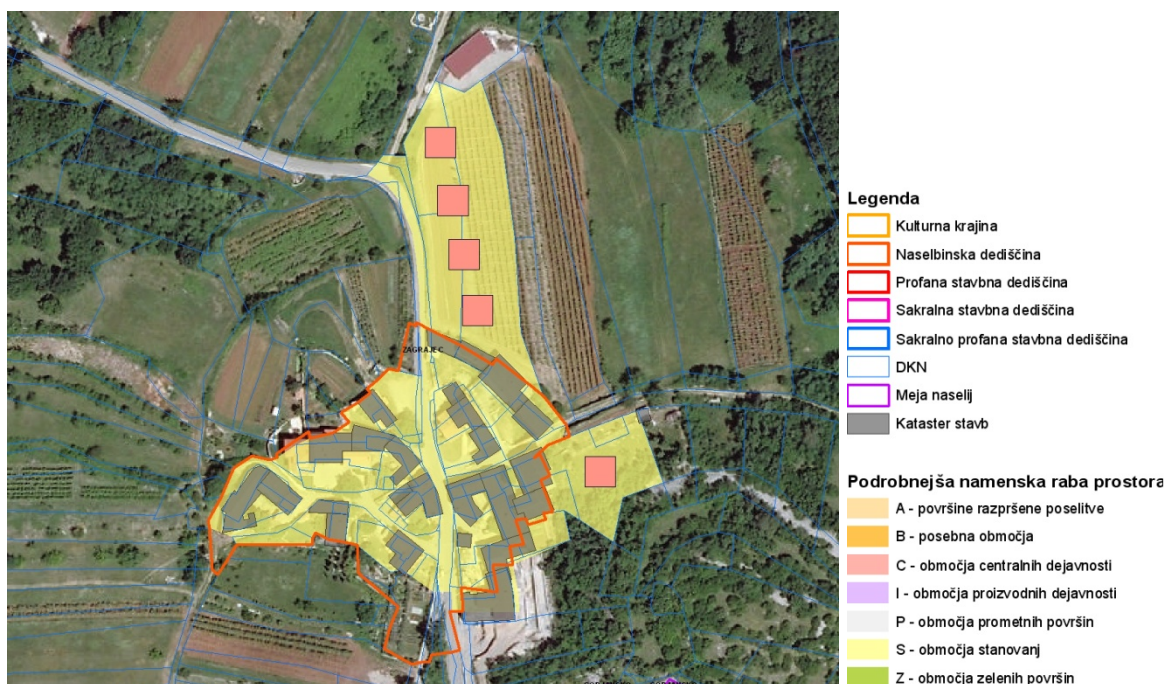 ZAGRAJEC
Legenda
Kulturna krajina
Naselbinska dediščina
Profana stavbna dediščina
Sakralna stavbna dediščina
Sakralno profana stavbna dediščina
DKN
Meja naselij
Kataster stavb
Podrobnejša namenska raba prostora
A - površine razpršene poselitve
B - posebna območja
C - območja centralnih dejavnosti
I - območja proizvodnih dejavnosti
P - območja prometnih površin
S - območja stanovanj
Z - območja zelenih površin